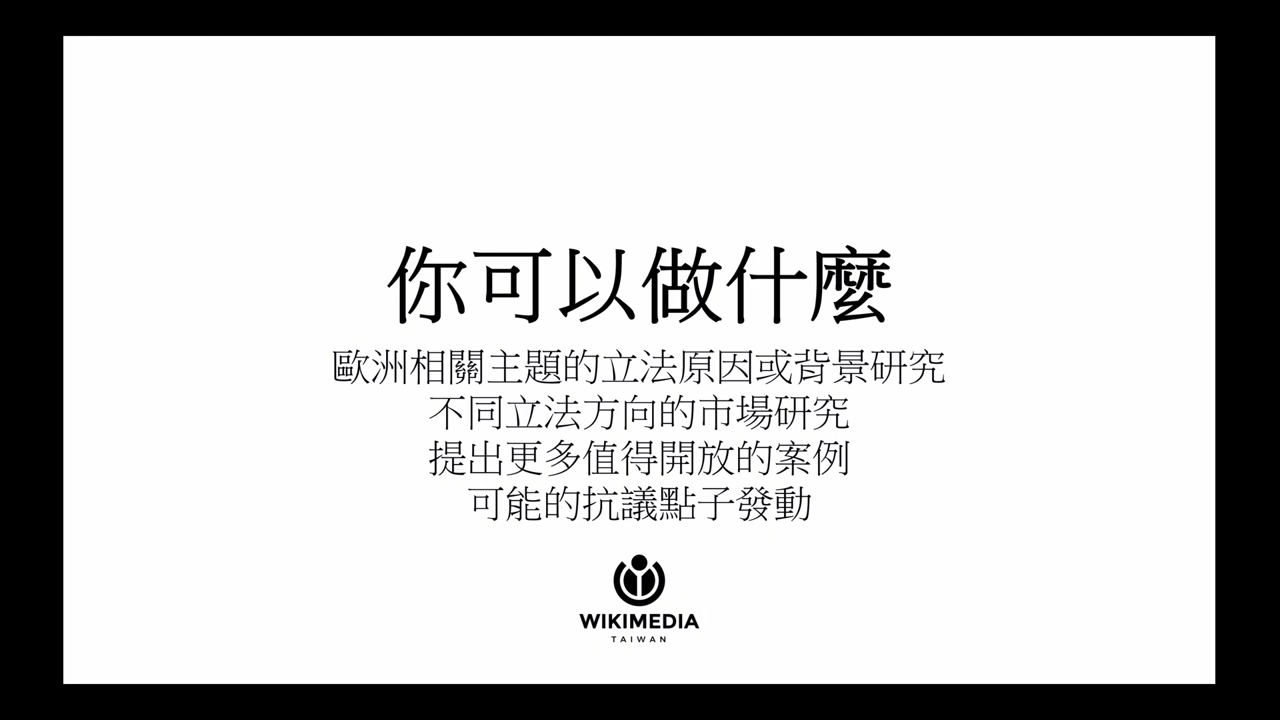 你可以做什麼
歐洲相關主題的立法原因或背景研究
不同立法方向的市場研究
提出更多值得開放的案例
可能的抗議點子發動
WIKIMEDIA
TAIWAN